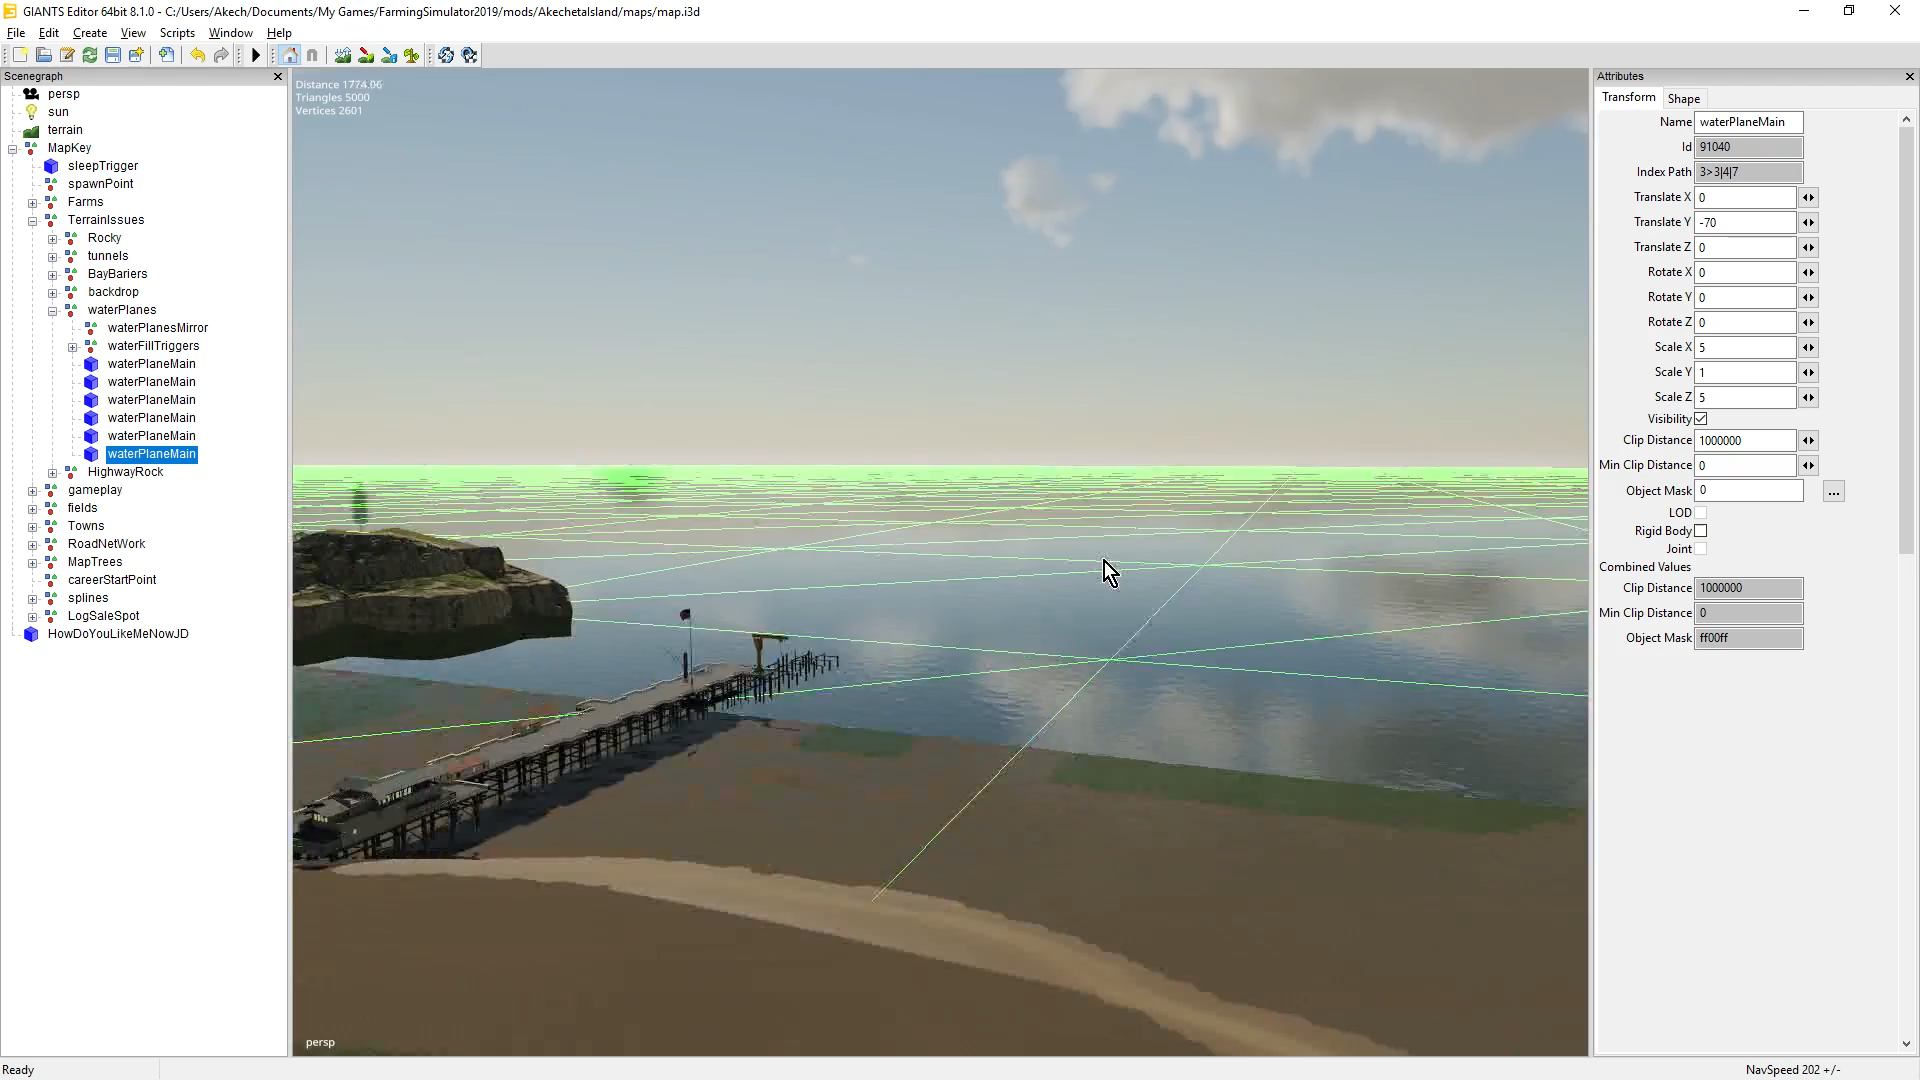 GIANTS Editor 64bit 8.1.0 - C:/Users/Akech/Documents/My Games/FarmingSimulator2019/mods/AkechetaIsland/maps/map.i3d
File Edit Create View Scripts Window Help
Scenegraph
persp
sun
terrain
MapKey
sleepTrigger
spawnPoint
Farms
TerrainIssues
Rocky
tunnels
BayBariers
backdrop
waterPlanes
waterPlanesMirror
waterFillTriggers
waterPlaneMain
waterPlaneMain
waterPlaneMain
waterPlaneMain
waterPlaneMain
waterPlaneMain
HighwayRock
gameplay
fields
Towns
RoadNetWork
MapTrees
careerStartPoint
splines
LogSaleSpot
HowDoYouLikeMeNowJD
Distance 1774.06
Triangles 5000
Vertices 2601
persp
Attributes
Transform Shape
Name waterPlaneMain
Id 91040
Index Path 3>3|4|7
Translate X 0
Translate Y -70
Translate Z 0
Rotate X 0
Rotate Y 0
Rotate Z 0
Scale X 5
Scale Y 1
Scale Z 5
Visibility
Clip Distance 1000000
Min Clip Distance 0
Object Mask 0 ...
LOD
Rigid Body
Joint
Combined Values
Clip Distance 1000000
Min Clip Distance 0
Object Mask ff00ff
Ready
NavSpeed 202 +/-